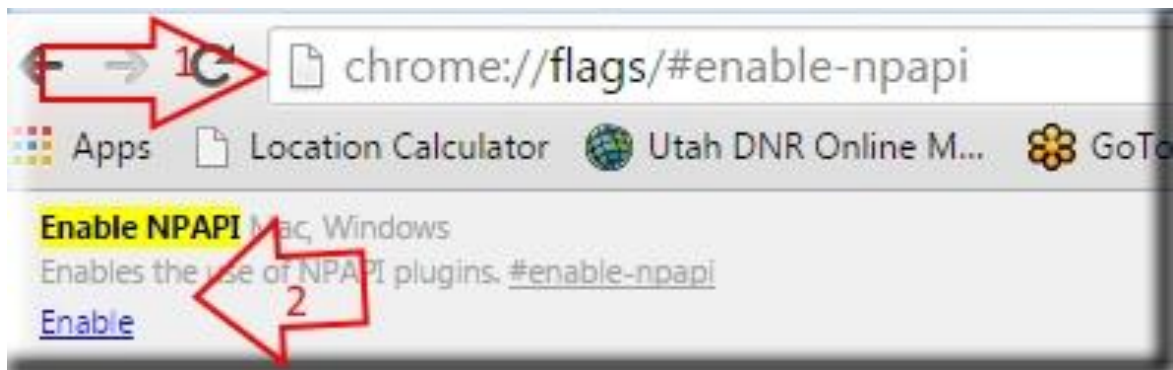 1 chrome://flags/#enable-npapi
Apps Location Calculator Utah DNR Online M... GoTo
Enable NPAPI Mac, Windows
Enables the use of NPAPI plugins. #enable-npapi
2
Enable